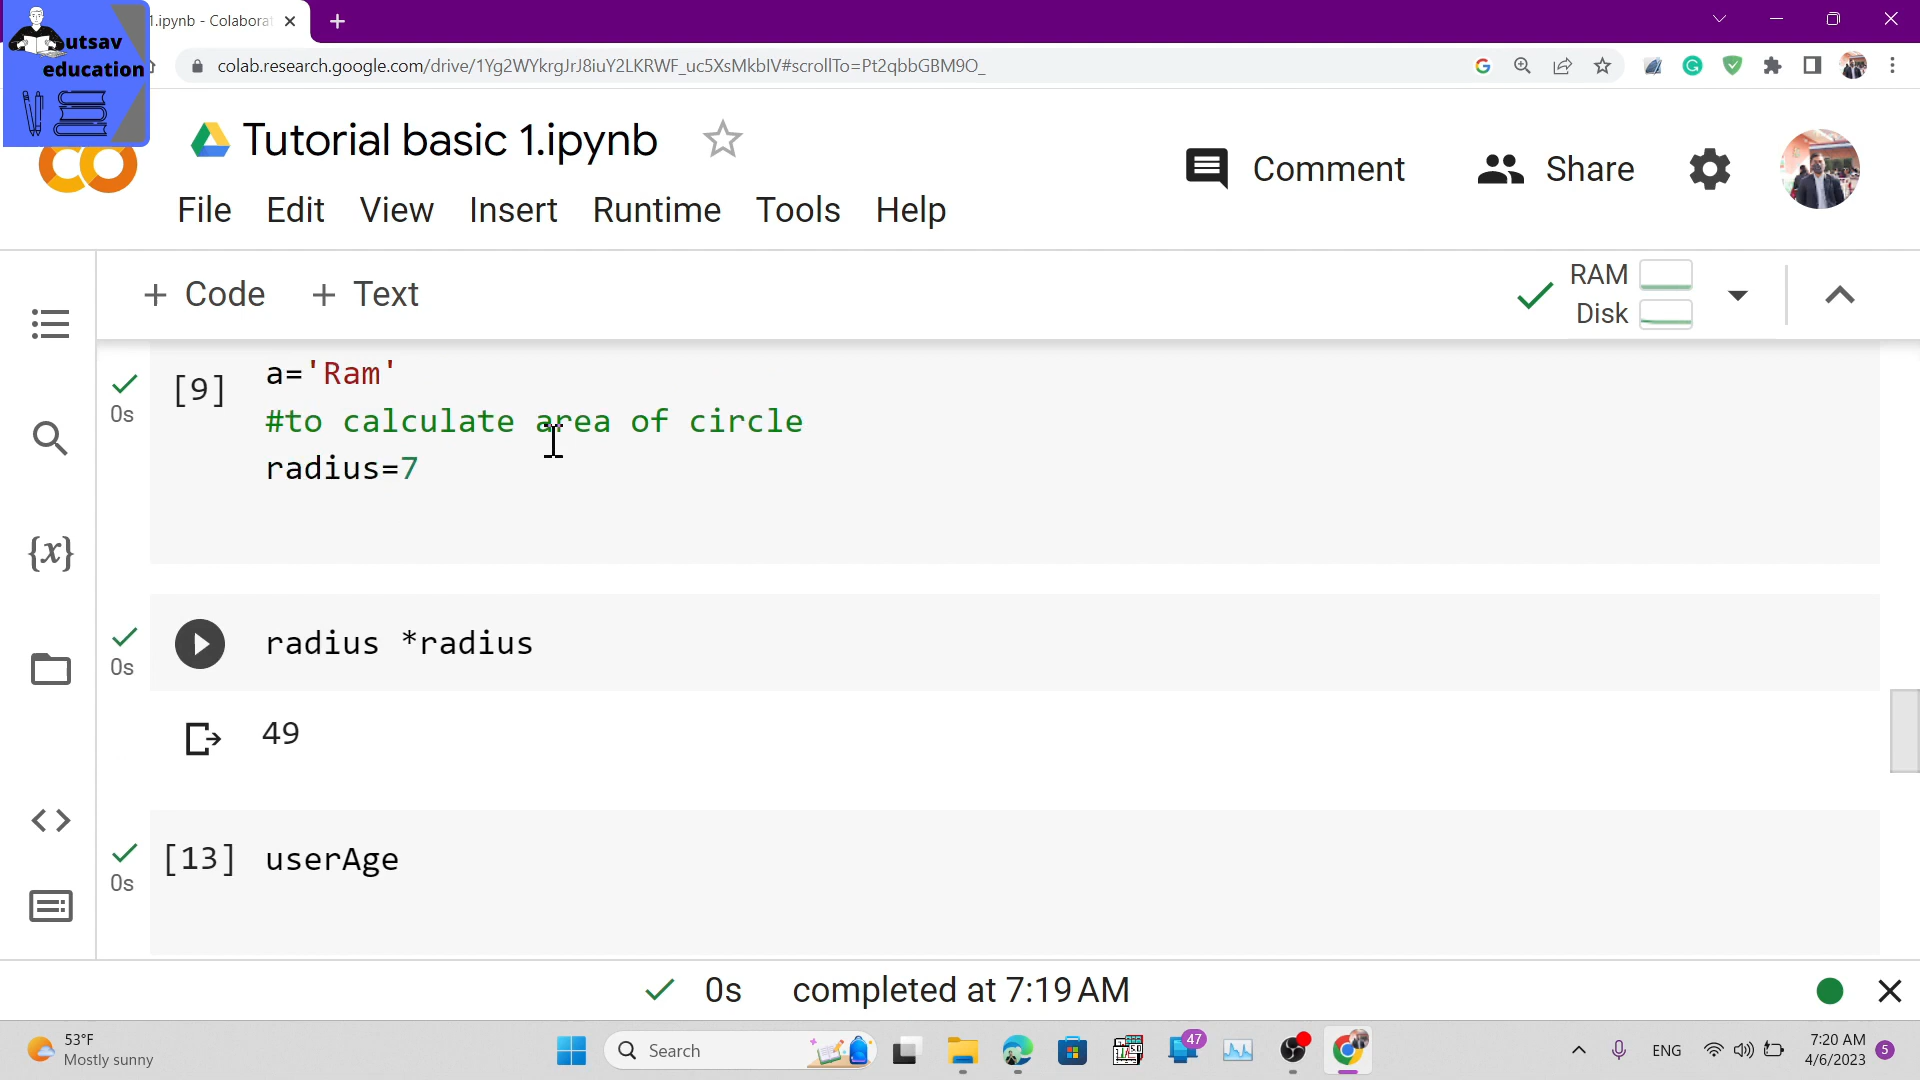 utsav
education
1.ipynb - Colaborat
colab.research.google.com/drive/1Yg2WYkrgJrJ8iuY2LKRWF_uc5XsMkbIV#scrollTo=Pt2qbbGBM9O_
Tutorial basic 1.ipynb
Comment
Share
File Edit View Insert Runtime Tools Help
+ Code + Text
RAM
Disk
[9] a='Ram'
0s
#to calculate area of circle
radius=7
{x}
radius *radius
0s
49
[13] userAge
0s
0s completed at 7:19 AM
53°F
Mostly sunny
Search
47
ENG
7:20 AM
4/6/2023
5